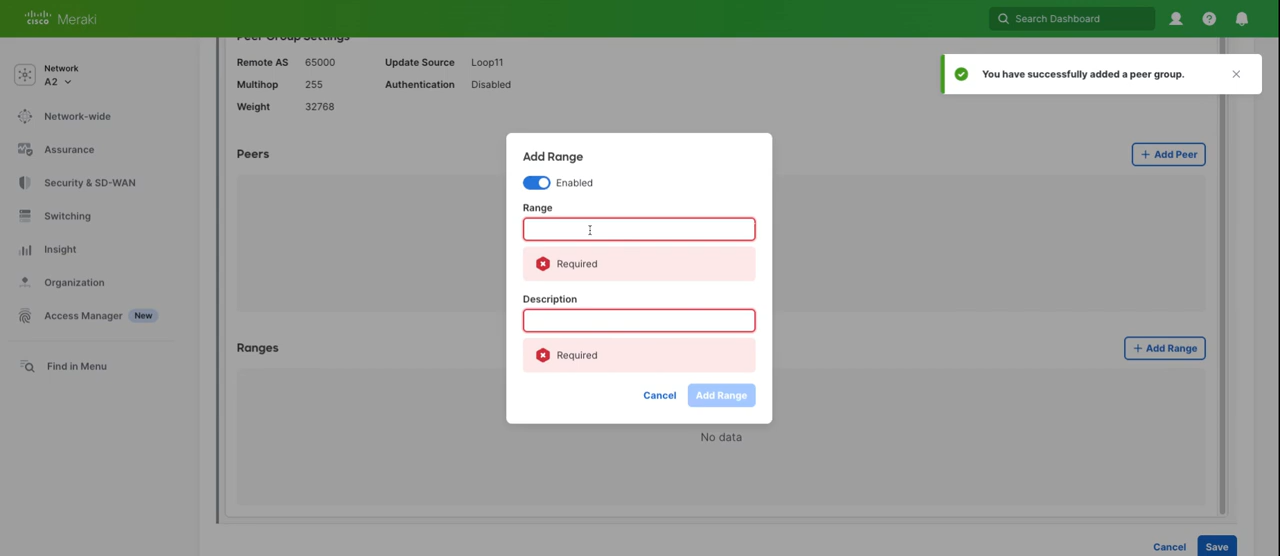 CISCO Meraki
Search Dashboard
Network
A2
Network-wide
Assurance
Security & SD-WAN
Switching
Insight
Organization
Access Manager New
Find in Menu
Peer Group Settings
Remote AS 65000 Update Source Loop11
Multihop 255 Authentication Disabled
Weight 32768
You have successfully added a peer group.
Peers
+ Add Peer
Ranges
+ Add Range
No data
Add Range
Enabled
Range
Required
Description
Required
Cancel Add Range
Cancel Save